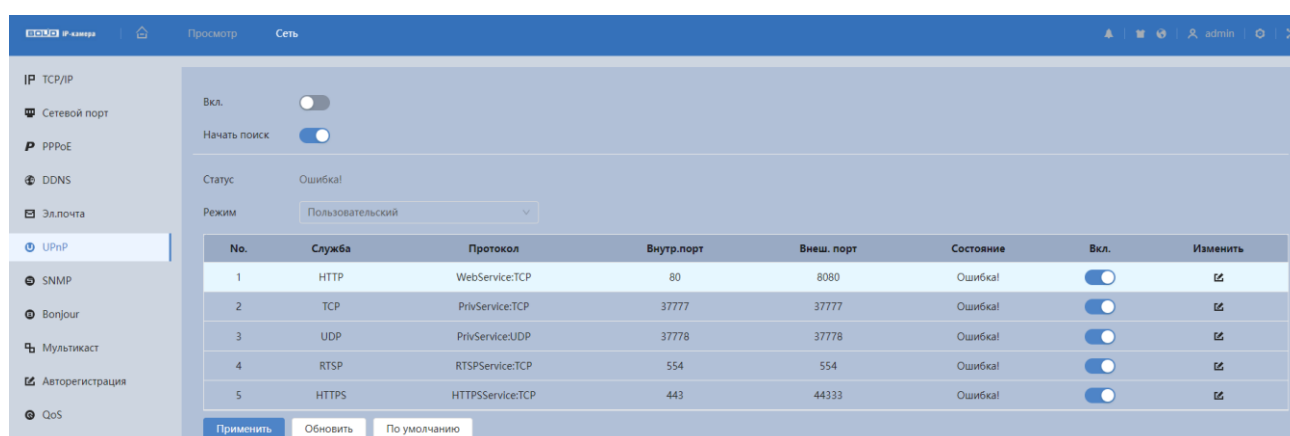 BOLID IP-камера Просмотр Сеть admin
IP TCP/IP
Сетевой порт
PPPoE
DDNS
Эл.почта
UPnP
SNMP
Bonjour
Мультикаст
Авторегистрация
QoS
Вкл.
Начать поиск
Статус Ошибка!
Режим Пользовательский
No. Служба Протокол Внутр.порт Внеш. порт Состояние Вкл. Изменить
1 HTTP WebService:TCP 80 8080 Ошибка!
2 TCP PrivService:TCP 37777 37777 Ошибка!
3 UDP PrivService:UDP 37778 37778 Ошибка!
4 RTSP RTSPService:TCP 554 554 Ошибка!
5 HTTPS HTTPSService:TCP 443 44333 Ошибка!
Применить Обновить По умолчанию